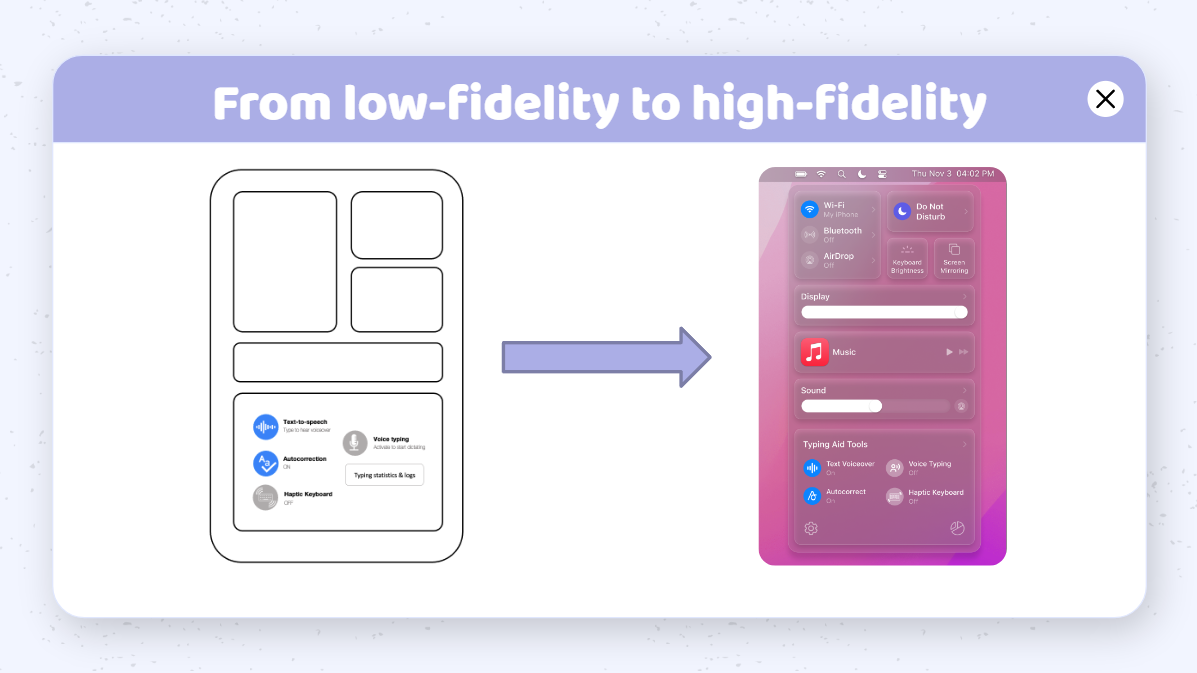 From low-fidelity to high-fidelity
Text-to-speech
Type to hear voiceover
Autocorrection
ON
Haptic Keyboard
OFF
Voice typing
Activate to start dictating
Typing statistics & logs
Thu Nov 3 04:02 PM
Wi-Fi
My iPhone
Bluetooth
Off
AirDrop
Off
Do Not
Disturb
Keyboard
Brightness
Screen
Mirroring
Display
Music
Sound
Typing Aid Tools
Text Voiceover
On
Voice Typing
Off
Autocorrect
On
Haptic Keyboard
Off